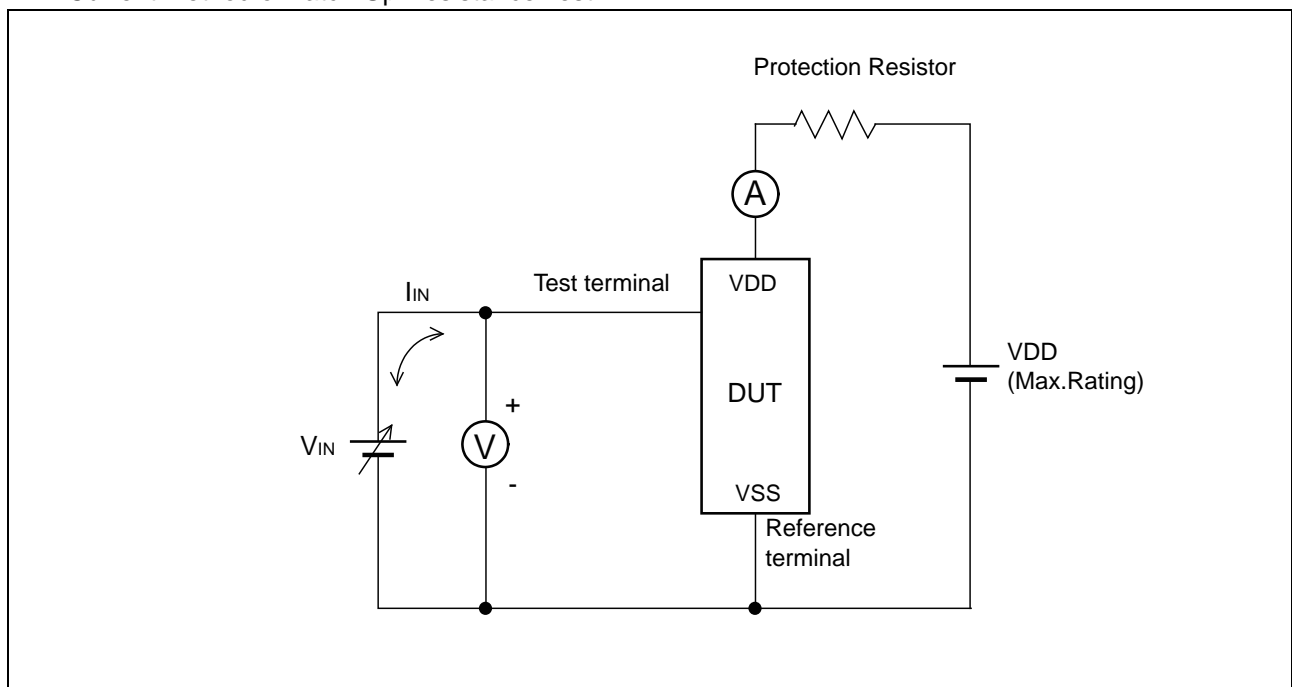 Protection Resistor
A
Test terminal
VDD
IIN
VDD
(Max.Rating)
DUT
+
VIN
V
-
VSS
Reference
terminal